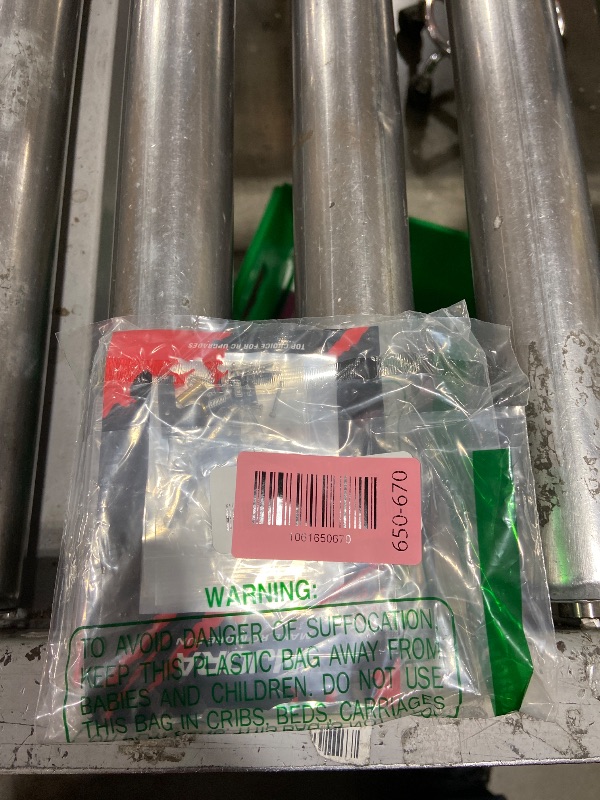 TOP CHOICE FOR RC UPGRADES
1061650670
650-670
WARNING:
TO AVOID DANGER OF SUFFOCATION,
KEEP THIS PLASTIC BAG AWAY FROM
BABIES AND CHILDREN. DO NOT USE
THIS BAG IN CRIBS, BEDS, CARRIAGES